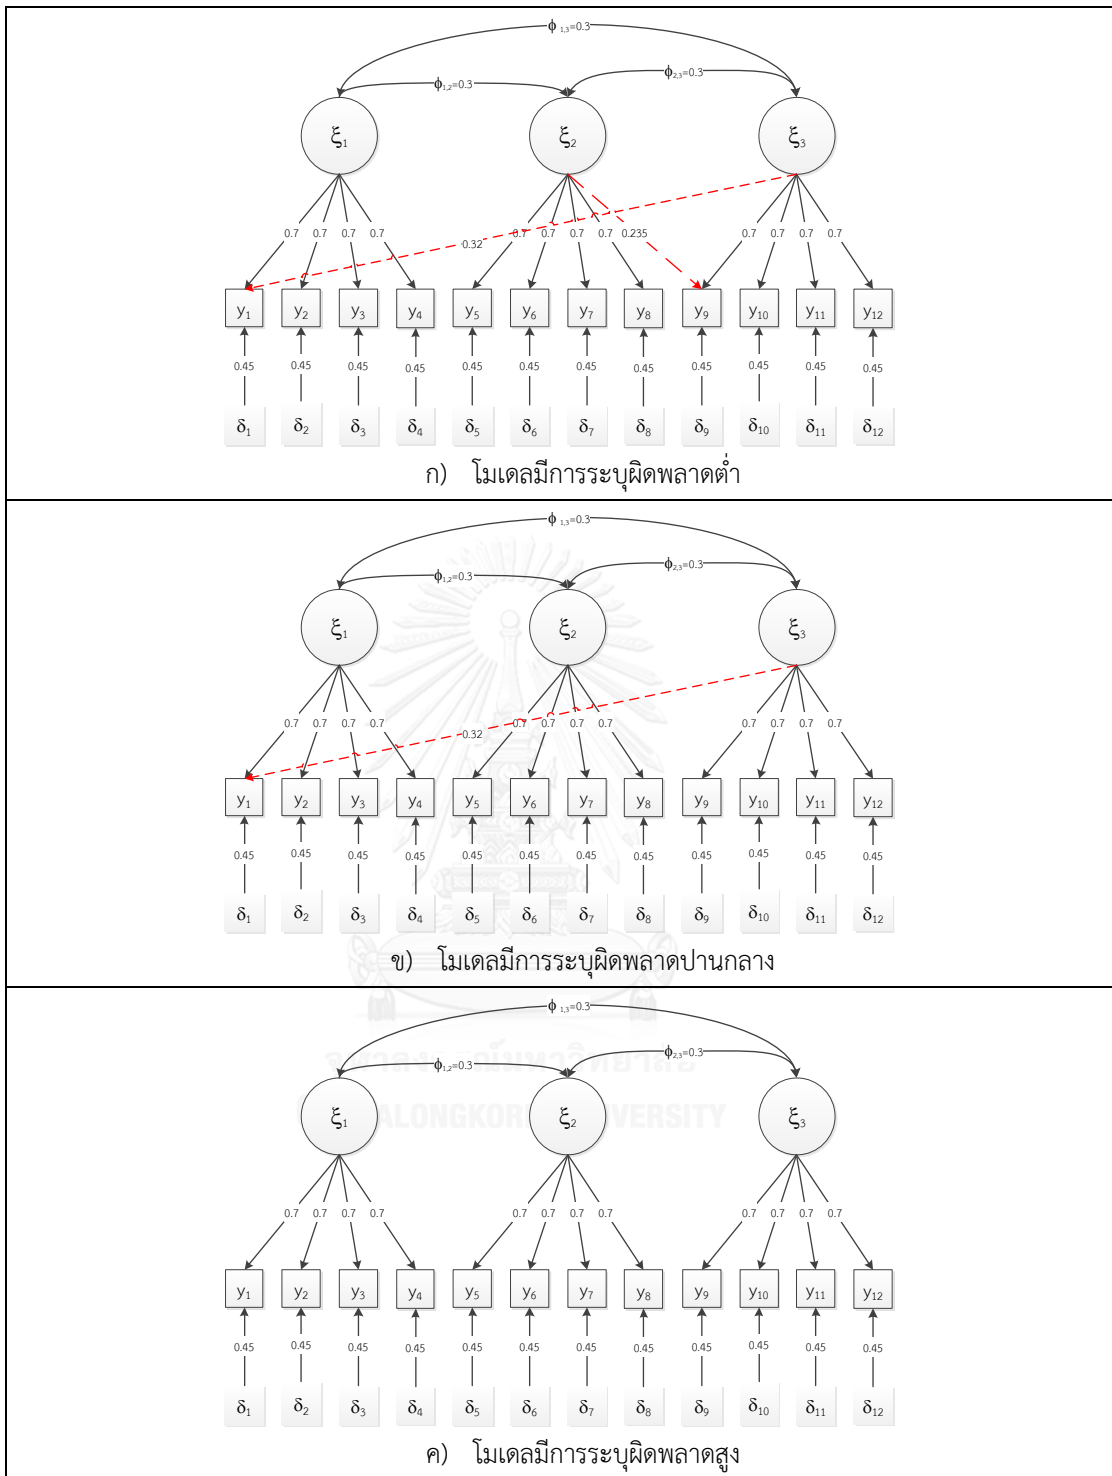 ϕ 1,3=0.3
ϕ1,2=0.3 ϕ2,3=0.3
ξ1 ξ2 ξ3
0.7 0.7 0.7 0.7 0.32 0.7 0.7 0.7 0.7 0.235 0.7 0.7 0.7 0.7
y1 y2 y3 y4 y5 y6 y7 y8 y9 y10 y11 y12
0.45 0.45 0.45 0.45 0.45 0.45 0.45 0.45 0.45 0.45 0.45 0.45
δ1 δ2 δ3 δ4 δ5 δ6 δ7 δ8 δ9 δ10 δ11 δ12
ก) โมเดลมีการระบุผิดพลาดต่ำ
ϕ 1,3=0.3
ϕ1,2=0.3 ϕ2,3=0.3
ξ1 ξ2 ξ3
0.7 0.7 0.7 0.7 0.32 0.7 0.7 0.7 0.7 0.7 0.7 0.7 0.7
y1 y2 y3 y4 y5 y6 y7 y8 y9 y10 y11 y12
0.45 0.45 0.45 0.45 0.45 0.45 0.45 0.45 0.45 0.45 0.45 0.45
δ1 δ2 δ3 δ4 δ5 δ6 δ7 δ8 δ9 δ10 δ11 δ12
ข) โมเดลมีการระบุผิดพลาดปานกลาง
ϕ 1,3=0.3
ϕ1,2=0.3 ϕ2,3=0.3
ξ1 ξ2 ξ3
0.7 0.7 0.7 0.7 0.7 0.7 0.7 0.7 0.7 0.7 0.7 0.7
y1 y2 y3 y4 y5 y6 y7 y8 y9 y10 y11 y12
0.45 0.45 0.45 0.45 0.45 0.45 0.45 0.45 0.45 0.45 0.45 0.45
δ1 δ2 δ3 δ4 δ5 δ6 δ7 δ8 δ9 δ10 δ11 δ12
ค) โมเดลมีการระบุผิดพลาดสูง